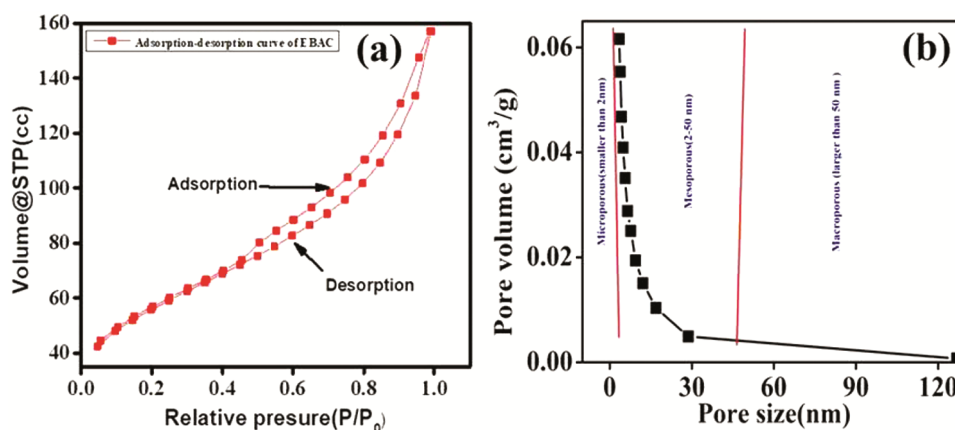 (a)
Adsorption-desorption curve of EBAC
Volume@STP(cc)
160
140
120
100
80
60
40
Adsorption
Desorption
0.0 0.2 0.4 0.6 0.8 1.0
Relative presure(P/P0)
(b)
Pore volume (cm³/g)
0.06
0.04
0.02
0.00
Microporous(smaller than 2nm)
Mesoporous(2-50 nm)
Macroporous (larger than 50 nm )
0 30 60 90 120
Pore size(nm)